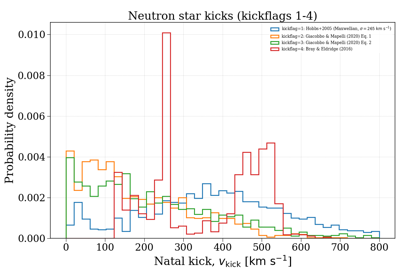 Neutron star kicks (kickflags 1-4)
kickflag=1: Hobbs+2005 (Maxwellian, σ=265 km s⁻¹)
kickflag=2: Giacobbo & Mapelli (2020) Eq. 1
kickflag=3: Giacobbo & Mapelli (2020) Eq. 2
kickflag=4: Bray & Eldridge (2016)
Probability density
0.010
0.008
0.006
0.004
0.002
0.000
0 100 200 300 400 500 600 700 800
Natal kick, v_kick [km s⁻¹]